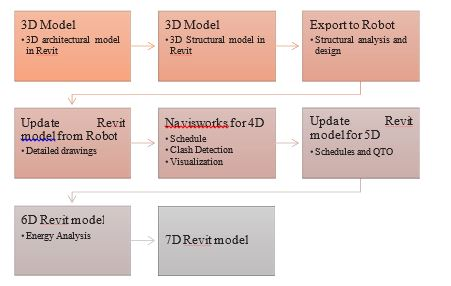 3D Model
•3D architectural model
in Revit
3D Model
•3D Structural model in
Revit
Export to Robot
•Structural analysis and
design
Update Revit
model from Robot
•Detailed drawings
Navisworks for 4D
•Schedule
•Clash Detection
•Visualization
Update Revit
model for 5D
•Schedules and QTO
6D Revit model
•Energy Analysis
7D Revit model